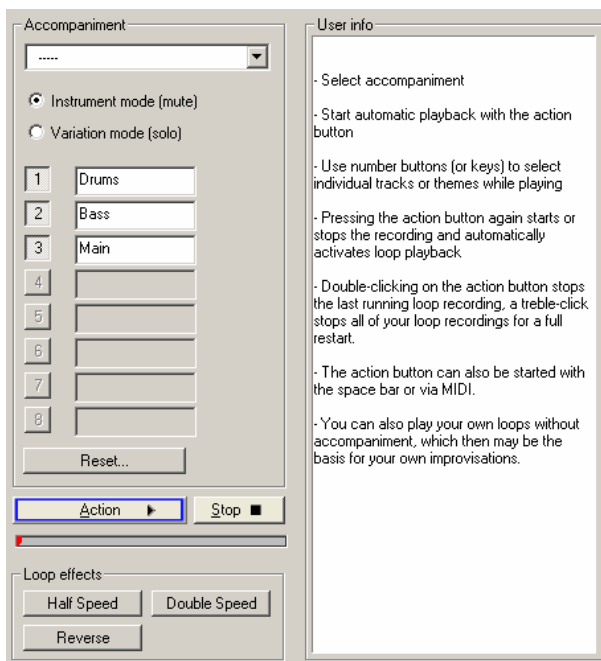 Accompaniment
-----
Instrument mode (mute)
Variation mode (solo)
1 Drums
2 Bass
3 Main
4
5
6
7
8
Reset...
Action Stop
Loop effects
Half Speed Double Speed
Reverse
User info
- Select accompaniment
- Start automatic playback with the action
button
- Use number buttons (or keys) to select
individual tracks or themes while playing
- Pressing the action button again starts or
stops the recording and automatically
activates loop playback
- Double-clicking on the action button stops
the last running loop recording, a treble-click
stops all of your loop recordings for a full
restart.
- The action button can also be started with
the space bar or via MIDI.
- You can also play your own loops without
accompaniment, which then may be the
basis for your own improvisations.